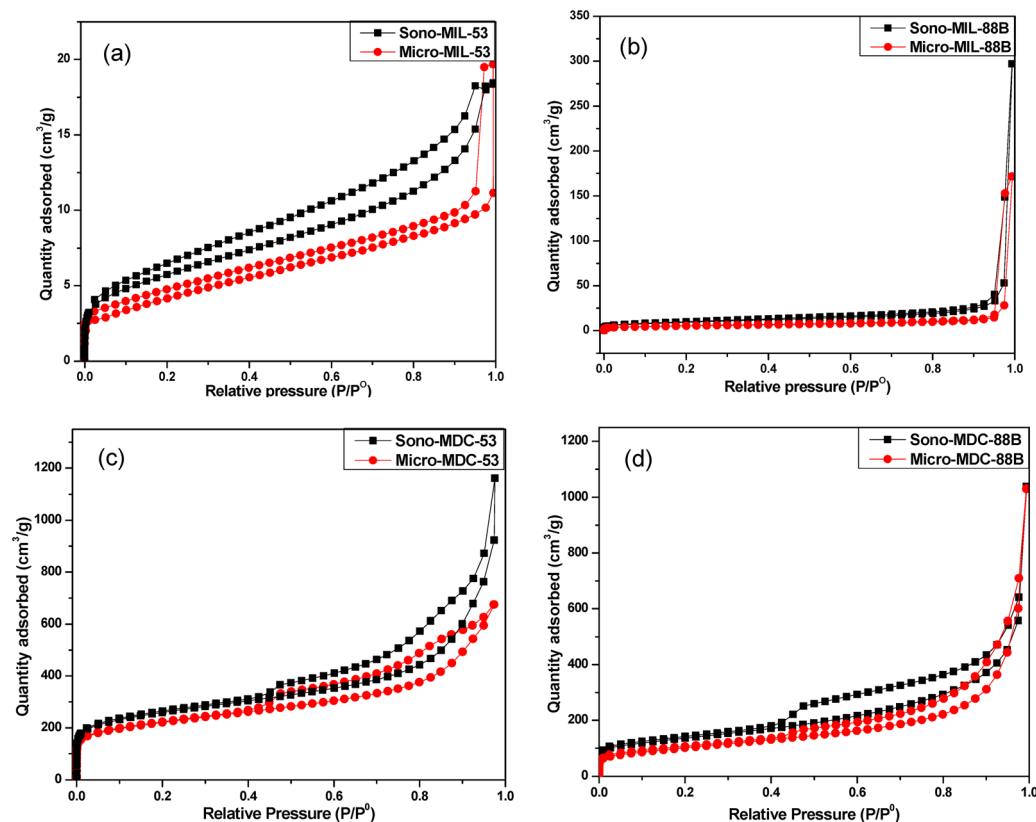 (a)
Sono-MIL-53
Micro-MIL-53
Quantity adsorbed (cm³/g)
20
15
10
5
0
0.0 0.2 0.4 0.6 0.8 1.0
Relative pressure (P/P⁰)
(b)
Sono-MIL-88B
Micro-MIL-88B
Quantity adsorbed (cm³/g)
350
300
250
200
150
100
50
0
0.0 0.2 0.4 0.6 0.8 1.0
Relative pressure (P/P⁰)
(c)
Sono-MDC-53
Micro-MDC-53
Quantity adsorbed (cm³/g)
1200
1000
800
600
400
200
0
0.0 0.2 0.4 0.6 0.8 1.0
Relative Pressure (P/P⁰)
(d)
Sono-MDC-88B
Micro-MDC-88B
Quantity adsorbed (cm³/g)
1200
1000
800
600
400
200
0
0.0 0.2 0.4 0.6 0.8 1.0
Relative Pressure (P/P⁰)